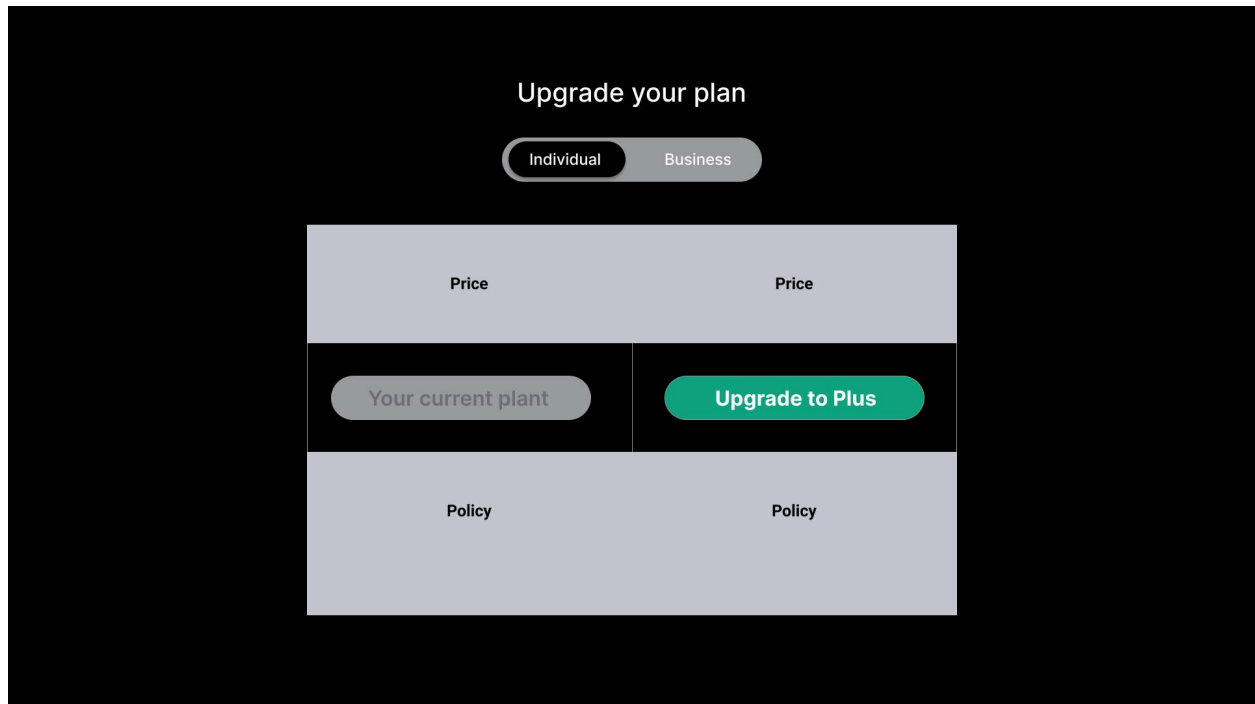 Upgrade your plan
Individual Business
Price Price
Your current plant Upgrade to Plus
Policy Policy